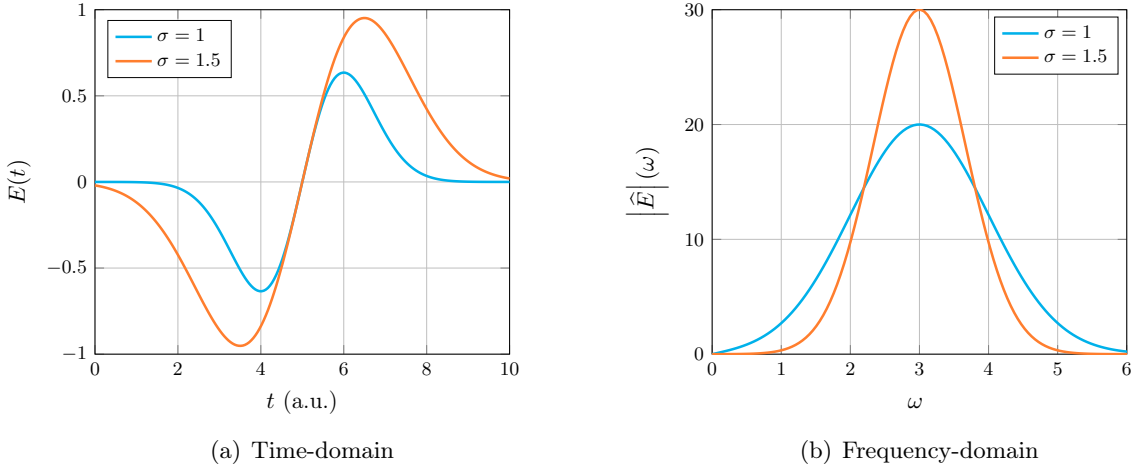 1
0.5
0
−0.5
−1
0
2
4
6
8
10
E(t)
t (a.u.)
σ = 1
σ = 1.5
(a) Time-domain
30
20
10
0
0
1
2
3
4
5
6
|Ê| (ω)
ω
σ = 1
σ = 1.5
(b) Frequency-domain